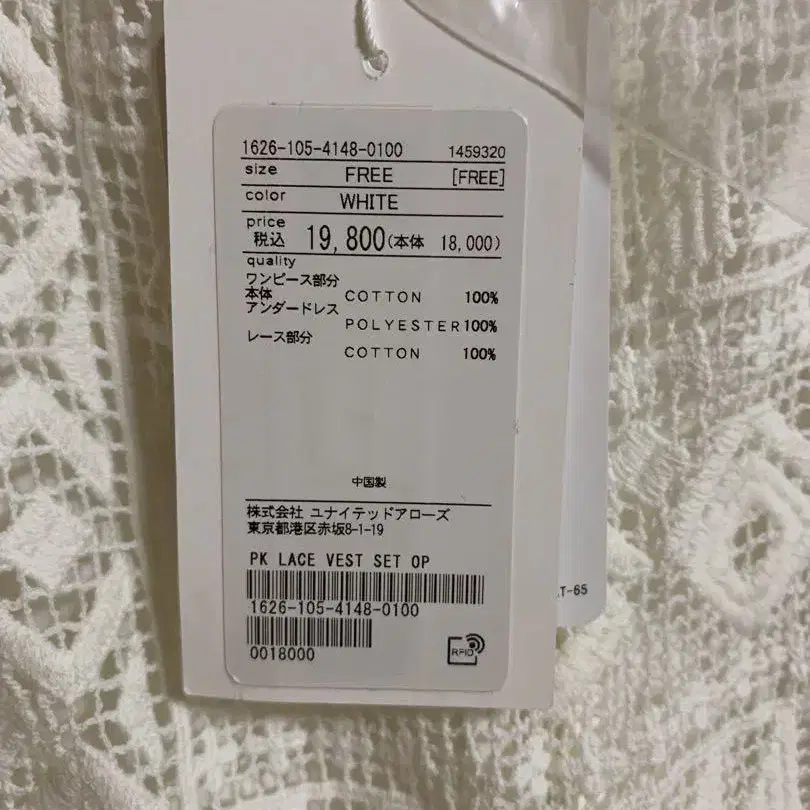 1626-105-4148-0100 1459320
size FREE [FREE]
color WHITE
price
税込 19,800(本体 18,000)
quality
ワンピース部分
本体 COTTON 100%
アンダードレス
POLYESTER100%
レース部分
COTTON 100%
中国製
株式会社 ユナイテッドアローズ
東京都港区赤坂8-1-19
PK LACE VEST SET OP
1626-105-4148-0100
0018000
RFID
T-65